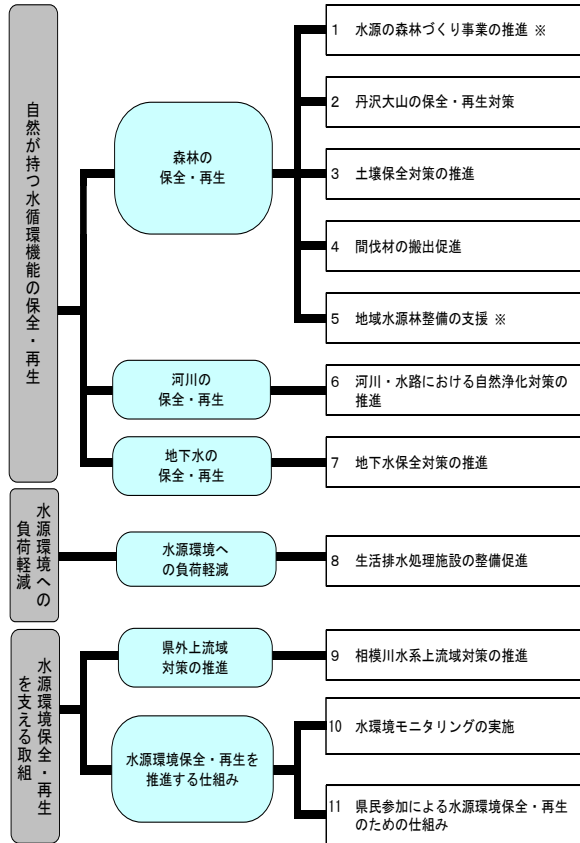 自然が持つ水循環機能の保全・再生
森林の
保全・再生
1 水源の森林づくり事業の推進 ※
2 丹沢大山の保全・再生対策
3 土壌保全対策の推進
4 間伐材の搬出促進
5 地域水源林整備の支援 ※
河川の
保全・再生
6 河川・水路における自然浄化対策の
推進
地下水の
保全・再生
7 地下水保全対策の推進
水源環境への
負荷軽減
水源環境へ
の負荷軽減
8 生活排水処理施設の整備促進
水源環境保全・再生
を支える取組
県外上流域
対策の推進
9 相模川水系上流域対策の推進
水源環境保全・再生を
推進する仕組み
10 水環境モニタリングの実施
11 県民参加による水源環境保全・再生
のための仕組み